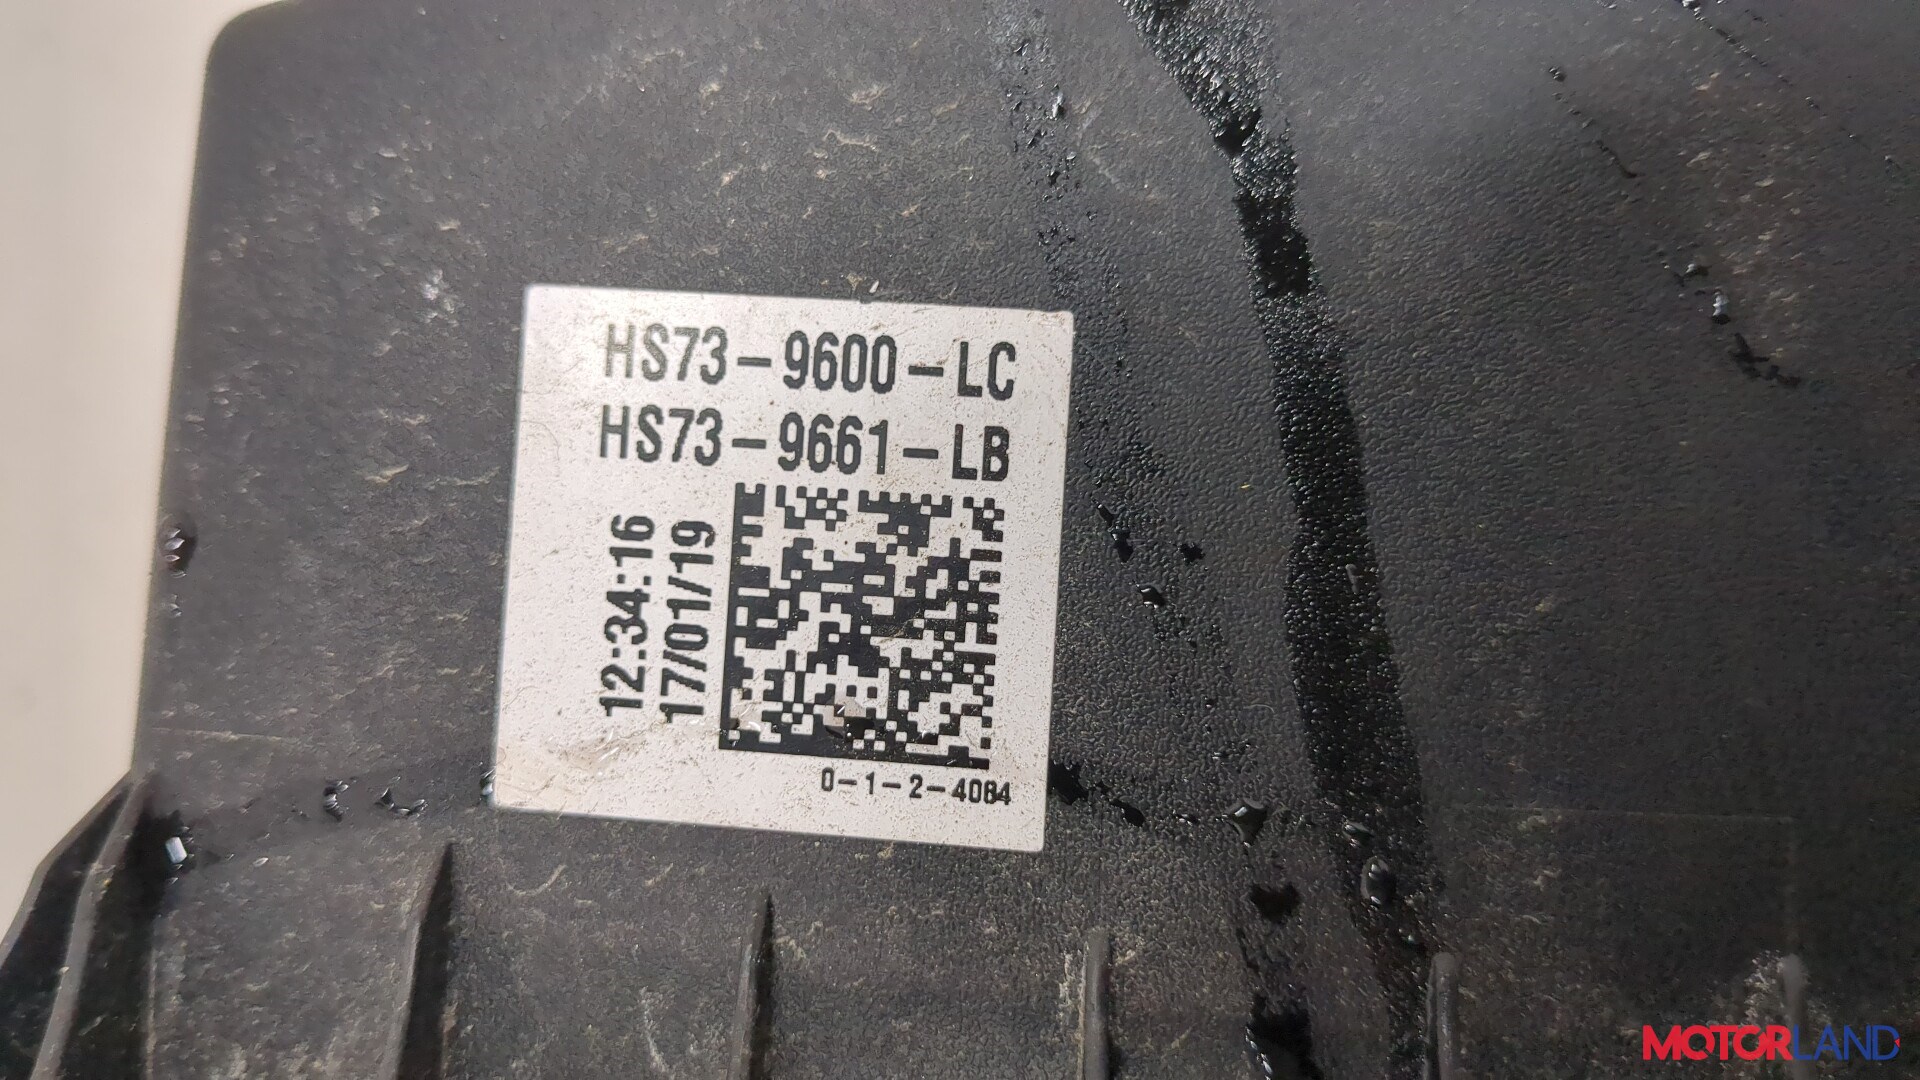 HS73-9600-LC
HS73-9661-LB
12:34:16
17/01/19
0-1-2-4084
MOTORLAND